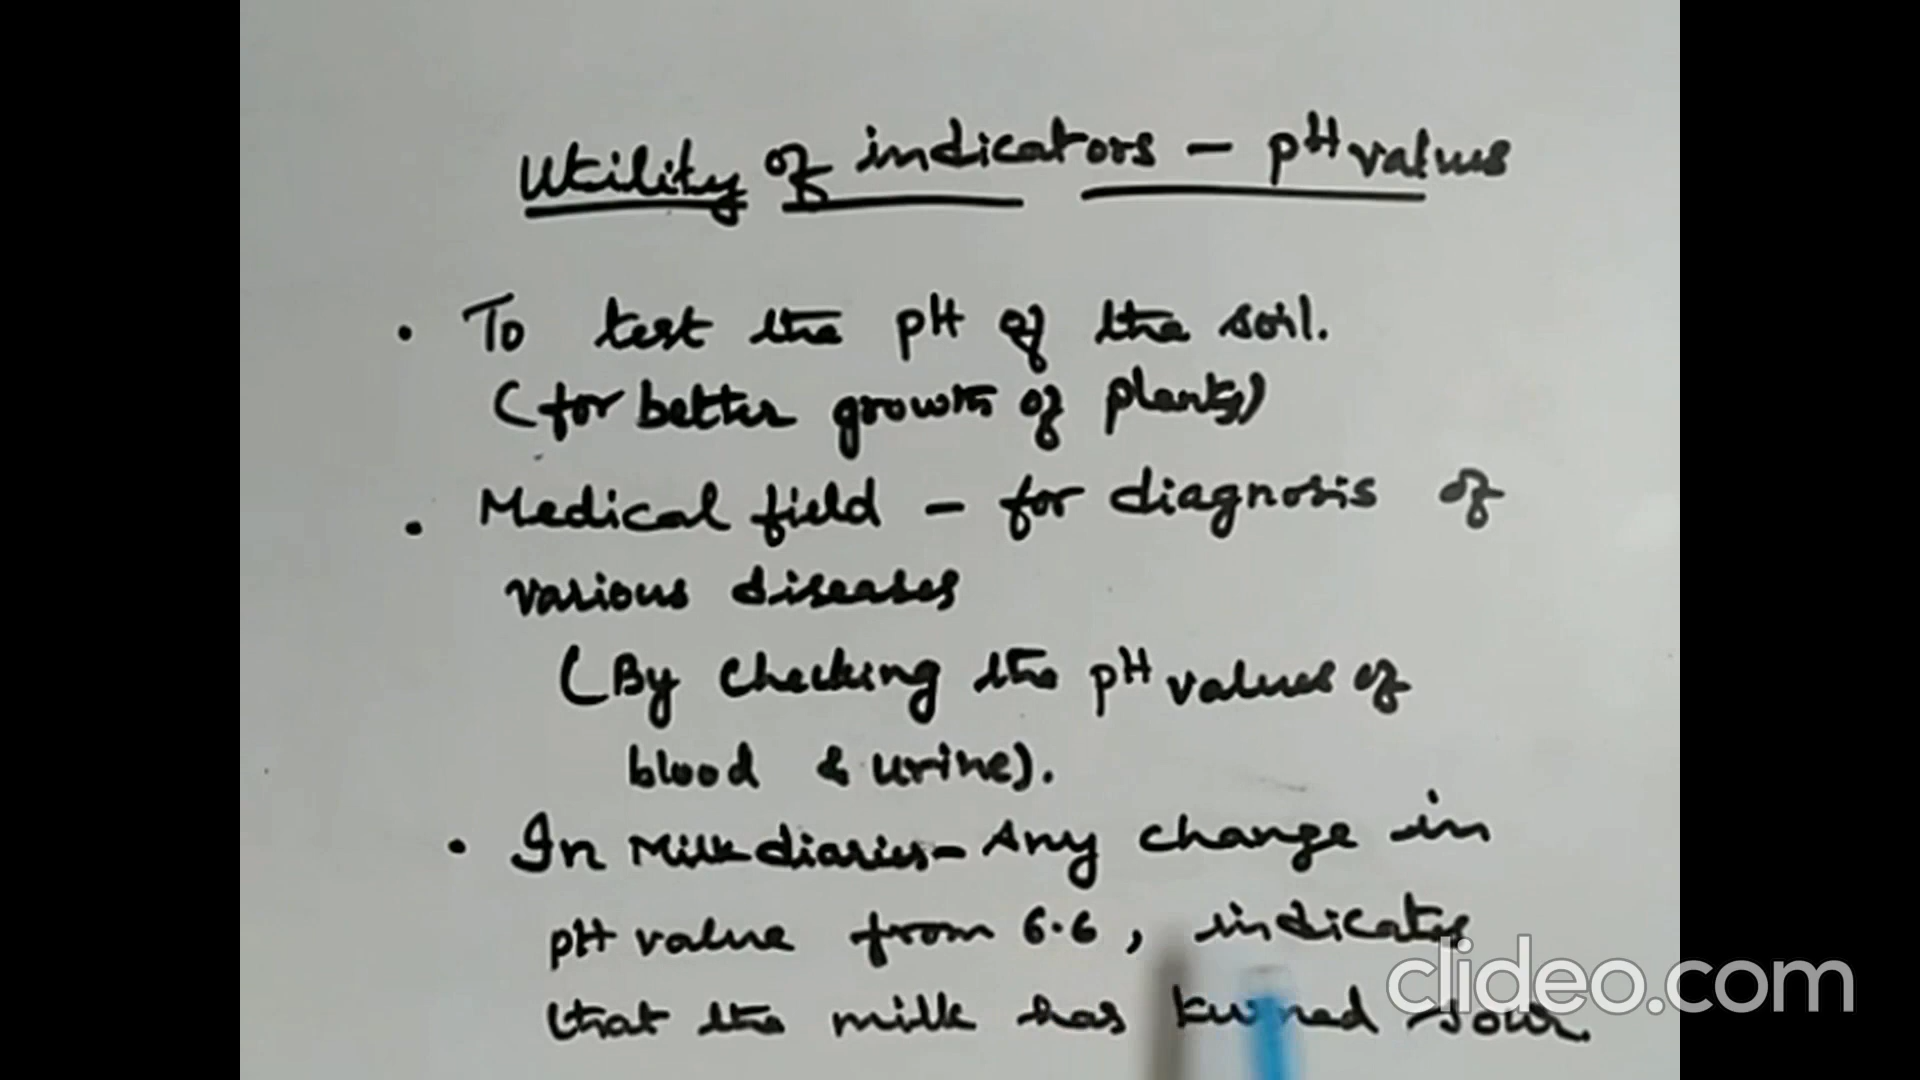 Utility of indicators - pH values
• To test the pH of the soil.
(for better growth of plants)
• Medical field - for diagnosis of
various diseases
(By checking the pH values of
blood & urine).
• In Milk diaries - Any change in
pH value from 6.6, indicates
that the milk has turned sour.
clideo.com